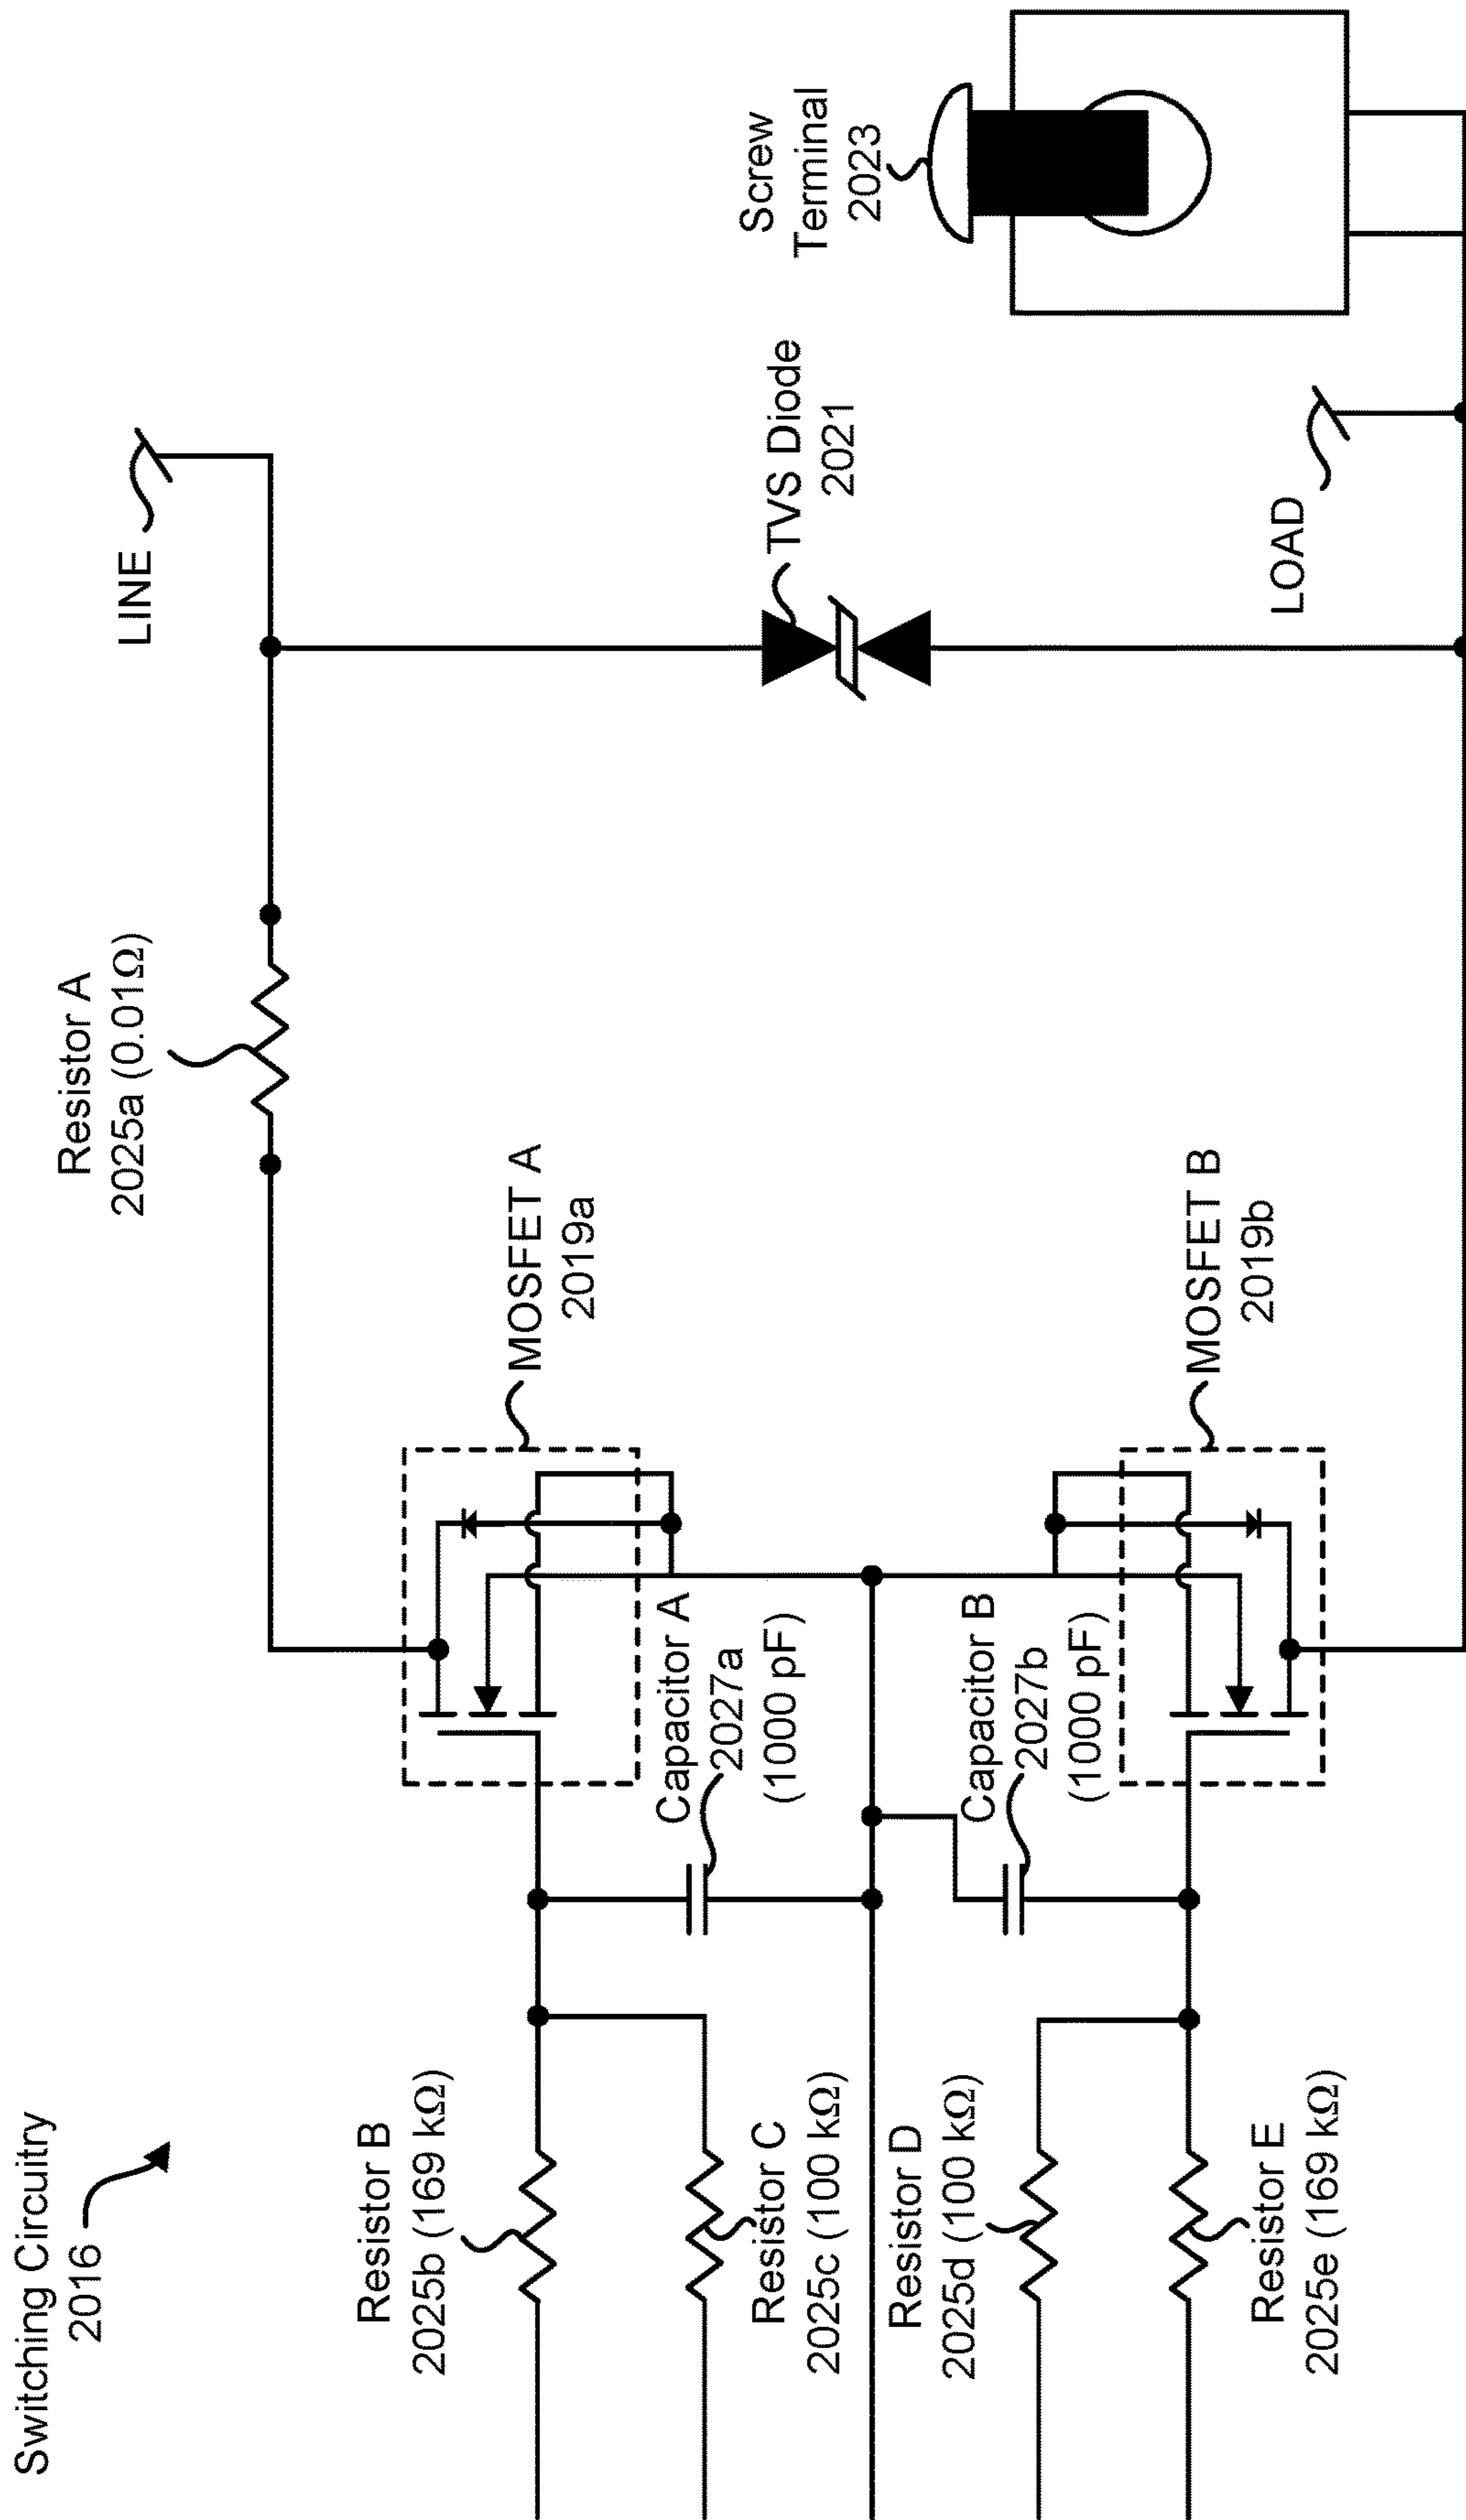 Switching Circuitry
2016
Resistor A
2025a (0.01Ω)
LINE
Resistor B
2025b (169 kΩ)
MOSFET A
2019a
Capacitor A
2027a
(1000 pF)
Resistor C
2025c (100 kΩ)
TVS Diode
2021
Screw
Terminal
2023
Resistor D
2025d (100 kΩ)
Capacitor B
2027b
(1000 pF)
MOSFET B
2019b
Resistor E
2025e (169 kΩ)
LOAD